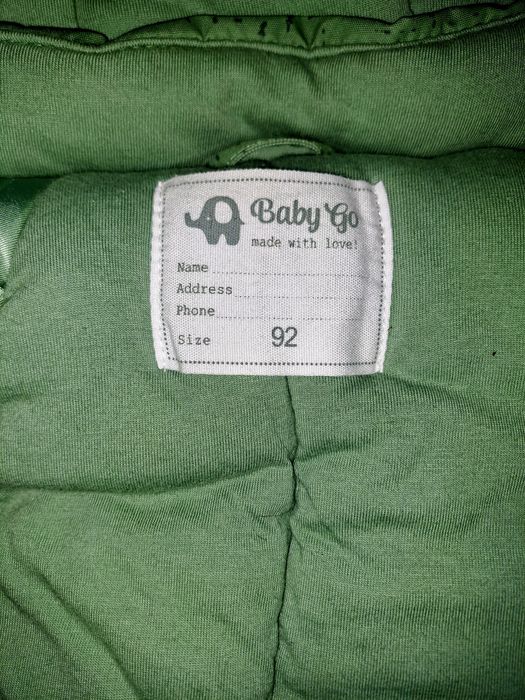 Baby Go
made with love!
Name
Address
Phone
Size 92